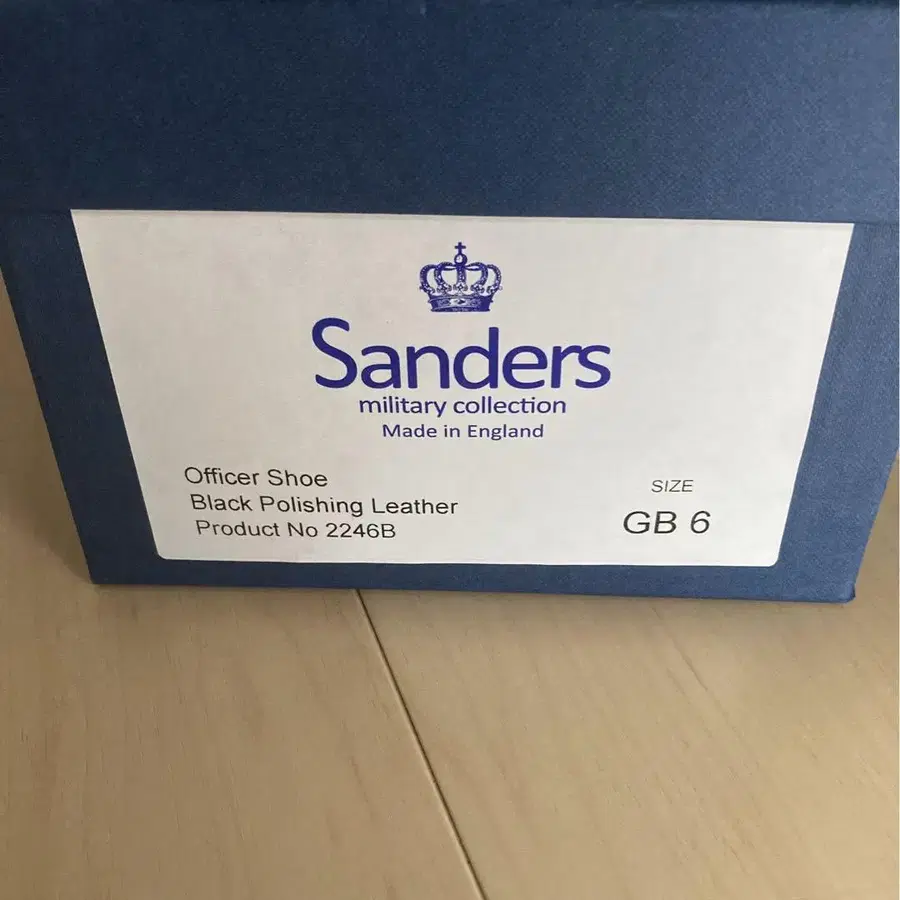 Sanders
military collection
Made in England
Officer Shoe
Black Polishing Leather
Product No 2246B
SIZE
GB 6